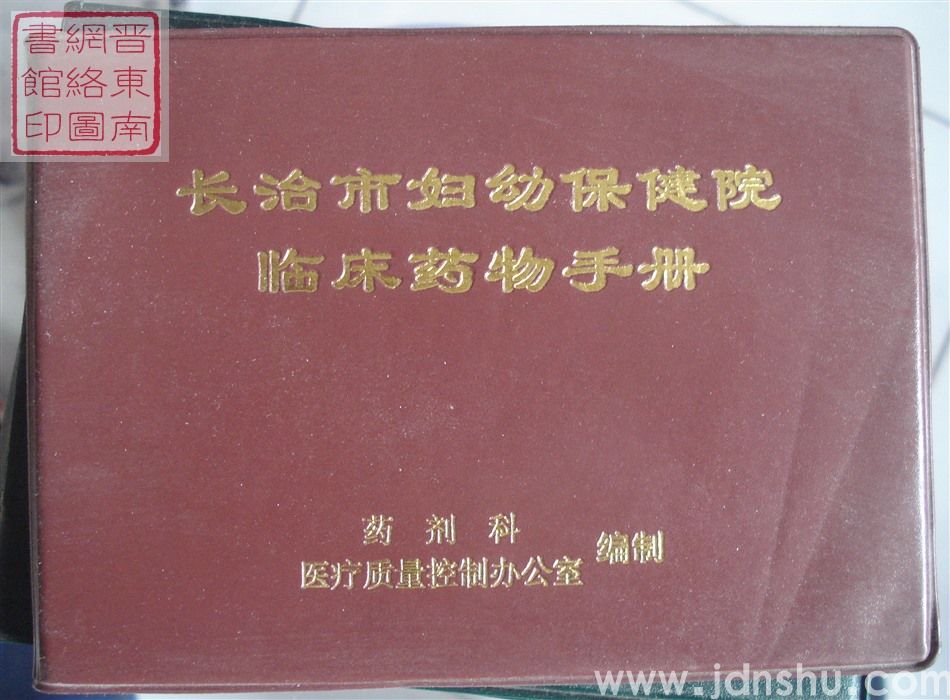 晋東南
網絡圖
書館印
长治市妇幼保健院
临床药物手册
药剂科
医疗质量控制办公室
编制
www.jdnshu.com